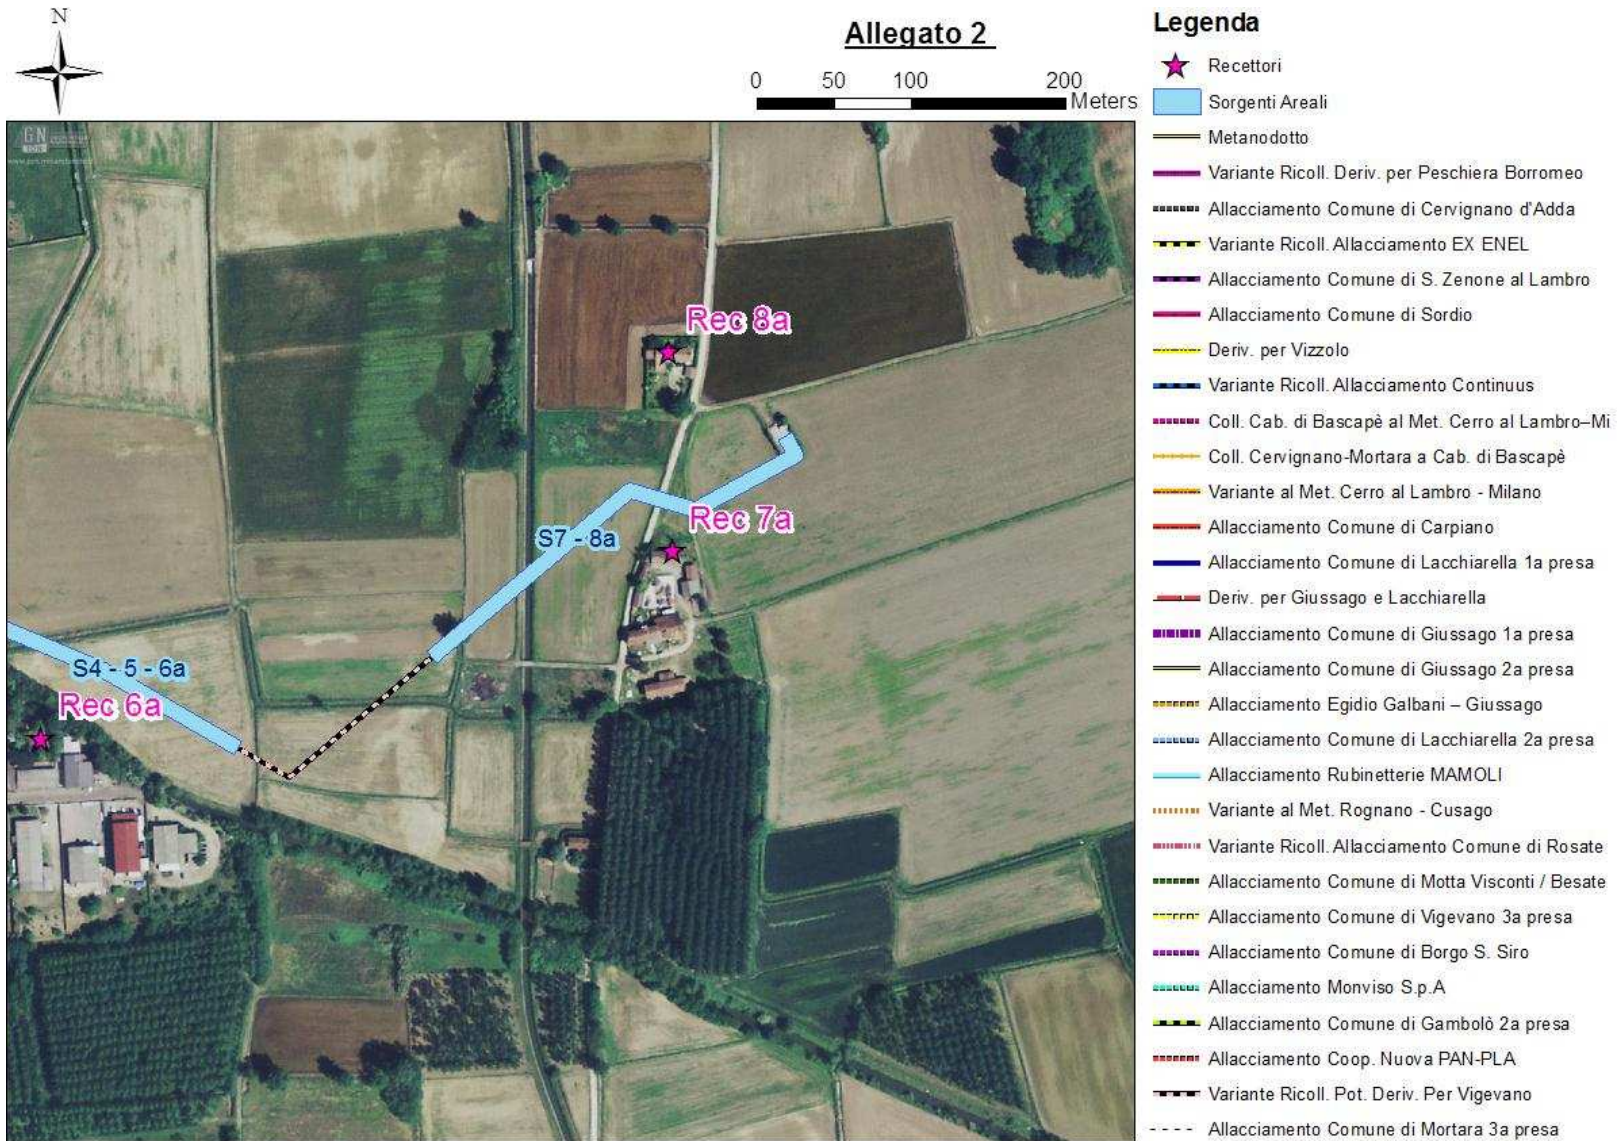 N
Allegato 2
0 50 100 200
Meters
GN
Rec 8a
Rec 7a
S7 - 8a
S4 - 5 - 6a
Rec 6a
Legenda
Recettori
Sorgenti Areali
Metanodotto
Variante Ricoll. Deriv. per Peschiera Borromeo
Allacciamento Comune di Cervignano d'Adda
Variante Ricoll. Allacciamento EX ENEL
Allacciamento Comune di S. Zenone al Lambro
Allacciamento Comune di Sordio
Deriv. per Vizzolo
Variante Ricoll. Allacciamento Continuus
Coll. Cab. di Bascapè al Met. Cerro al Lambro–Mi
Coll. Cervignano-Mortara a Cab. di Bascapè
Variante al Met. Cerro al Lambro - Milano
Allacciamento Comune di Carpiano
Allacciamento Comune di Lacchiarella 1a presa
Deriv. per Giussago e Lacchiarella
Allacciamento Comune di Giussago 1a presa
Allacciamento Comune di Giussago 2a presa
Allacciamento Egidio Galbani – Giussago
Allacciamento Comune di Lacchiarella 2a presa
Allacciamento Rubinetterie MAMOLI
Variante al Met. Rognano - Cusago
Variante Ricoll. Allacciamento Comune di Rosate
Allacciamento Comune di Motta Visconti / Besate
Allacciamento Comune di Vigevano 3a presa
Allacciamento Comune di Borgo S. Siro
Allacciamento Monviso S.p.A
Allacciamento Comune di Gambolò 2a presa
Allacciamento Coop. Nuova PAN-PLA
Variante Ricoll. Pot. Deriv. Per Vigevano
Allacciamento Comune di Mortara 3a presa